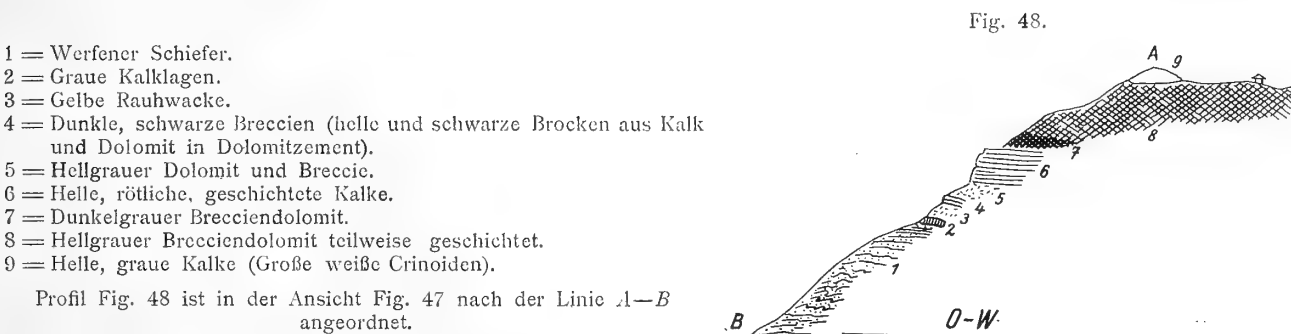 Fig. 48.
1 = Werfener Schiefer.
2 = Graue Kalklagen.
3 = Gelbe Rauhwacke.
4 = Dunkle, schwarze Breccien (helle und schwarze Brocken aus Kalk
und Dolomit in Dolomitzement).
5 = Hellgrauer Dolomit und Breccie.
6 = Helle, rötliche, geschichtete Kalke.
7 = Dunkelgrauer Brecciendolomit.
8 = Hellgrauer Brecciendolomit teilweise geschichtet.
9 = Helle, graue Kalke (Große weiße Crinoiden).
Profil Fig. 48 ist in der Ansicht Fig. 47 nach der Linie A—B
angeordnet.
A 9
8
7
6
5
4
3
2
1
B
O-W.